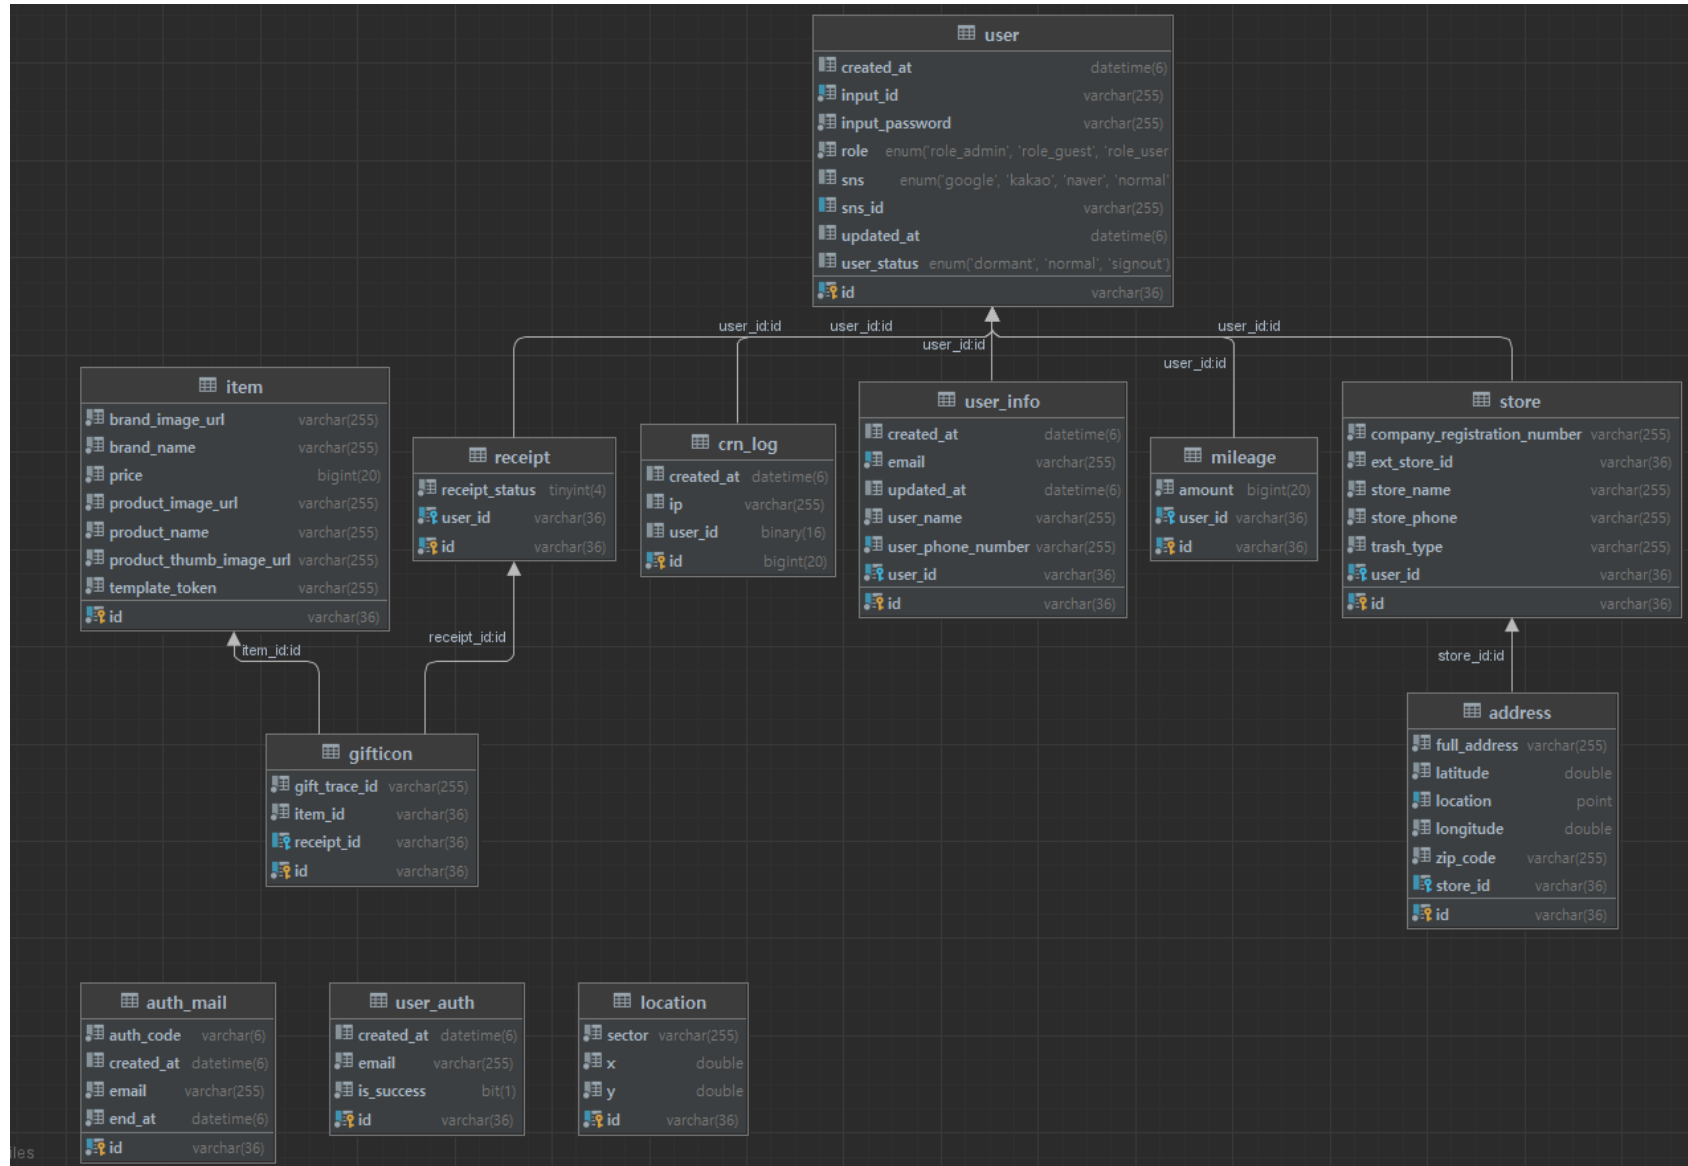 user
created_at datetime(6)
input_id varchar(255)
input_password varchar(255)
role enum('role_admin', 'role_guest', 'role_user
sns enum('google', 'kakao', 'naver', 'normal'
sns_id varchar(255)
updated_at datetime(6)
user_status enum('dormant', 'normal', 'signout')
id varchar(36)
user_id:id
user_id:id
user_id:id
user_id:id
user_id:id
item
brand_image_url varchar(255)
brand_name varchar(255)
price bigint(20)
product_image_url varchar(255)
product_name varchar(255)
product_thumb_image_url varchar(255)
template_token varchar(255)
id varchar(36)
receipt
receipt_status tinyint(4)
user_id varchar(36)
id varchar(36)
crn_log
created_at datetime(6)
ip varchar(255)
user_id binary(16)
id bigint(20)
user_info
created_at datetime(6)
email varchar(255)
updated_at datetime(6)
user_name varchar(255)
user_phone_number varchar(255)
user_id varchar(36)
id varchar(36)
mileage
amount bigint(20)
user_id varchar(36)
id varchar(36)
store
company_registration_number varchar(255)
ext_store_id varchar(36)
store_name varchar(255)
store_phone varchar(255)
trash_type varchar(255)
user_id varchar(36)
id varchar(36)
item_id:id
receipt_id:id
store_id:id
gifticon
gift_trace_id varchar(255)
item_id varchar(36)
receipt_id varchar(36)
id varchar(36)
address
full_address varchar(255)
latitude double
location point
longitude double
zip_code varchar(255)
store_id varchar(36)
id varchar(36)
auth_mail
auth_code varchar(6)
created_at datetime(6)
email varchar(255)
end_at datetime(6)
id varchar(36)
user_auth
created_at datetime(6)
email varchar(255)
is_success bit(1)
id varchar(36)
location
sector varchar(255)
x double
y double
id varchar(36)
iles